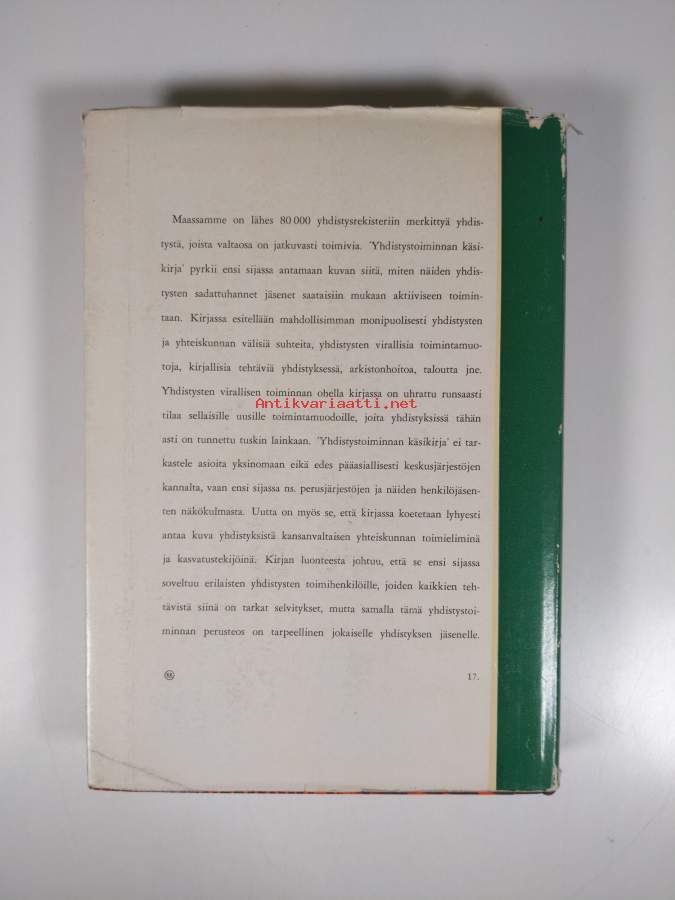 Maassamme on lähes 80 000 yhdistysrekisteriin merkittyä yhdis-
tystä, joista valtaosa on jatkuvasti toimivia. 'Yhdistystoiminnan käsi-
kirja' pyrkii ensi sijassa antamaan kuvan siitä, miten näiden yhdis-
tysten sadattuhannet jäsenet saataisiin mukaan aktiiviseen toimin-
taan. Kirjassa esitellään mahdollisimman monipuolisesti yhdistysten
ja yhteiskunnan välisiä suhteita, yhdistysten virallisia toimintamuo-
toja, kirjallisia tehtäviä yhdistyksessä, arkistonhoitoa, taloutta jne.
Yhdistysten virallisen toiminnan ohella kirjassa on uhrattu runsaasti
Antikvariaatti.net
tilaa sellaisille uusille toimintamuodoille, joita yhdistyksissä tähän
asti on tunnettu tuskin lainkaan. 'Yhdistystoiminnan käsikirja' ei tar-
kastele asioita yksinomaan eikä edes pääasiallisesti keskusjärjestöjen
kannalta, vaan ensi sijassa ns. perusjärjestöjen ja näiden henkilöjäsen-
ten näkökulmasta. Uutta on myös se, että kirjassa koetetaan lyhyesti
antaa kuva yhdistyksistä kansanvaltaisen yhteiskunnan toimieliminä
ja kasvatustekijöinä. Kirjan luonteesta johtuu, että se ensi sijassa
soveltuu erilaisten yhdistysten toimihenkilöille, joiden kaikkien teh-
tävistä siinä on tarkat selvitykset, mutta samalla tämä yhdistystoi-
minnan perusteos on tarpeellinen jokaiselle yhdistyksen jäsenelle.
17.